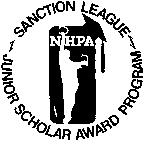 SANCTION LEAGUE
NHPA
JUNIOR SCHOLAR AWARD PROGRAM